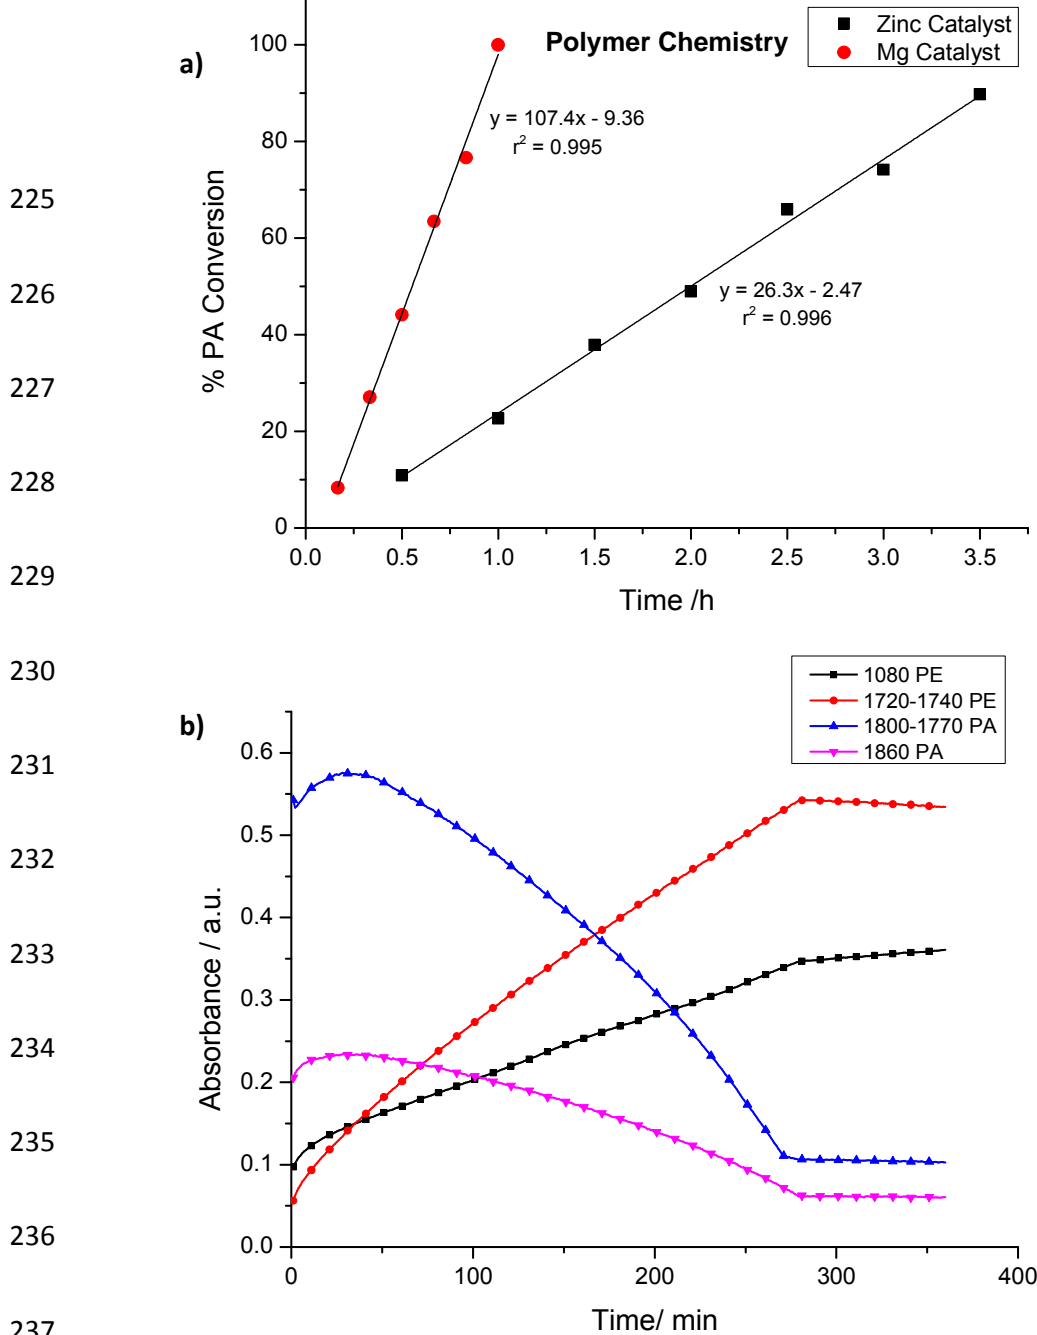 a)
Polymer Chemistry
Zinc Catalyst
Mg Catalyst
100
80
60
40
20
0
% PA Conversion
y = 107.4x - 9.36
r² = 0.995
y = 26.3x - 2.47
r² = 0.996
0.0 0.5 1.0 1.5 2.0 2.5 3.0 3.5
Time /h
225
226
227
228
229
230
b)
1080 PE
1720-1740 PE
1800-1770 PA
1860 PA
0.6
0.5
0.4
0.3
0.2
0.1
0.0
Absorbance / a.u.
0 100 200 300 400
Time/ min
231
232
233
234
235
236
237